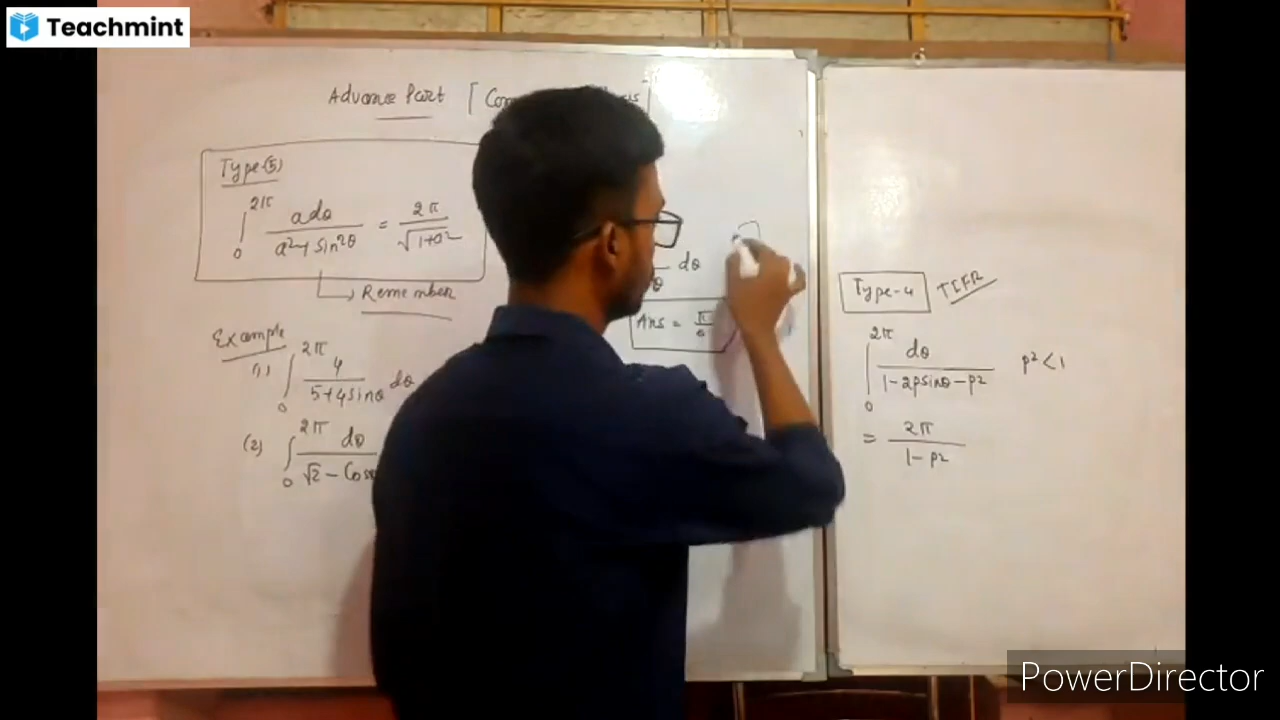 Teachmint
Advance Part [
Type-(5)
∫₀^2π adθ / a²+sin²θ = 2π / √1+a²
Remember
Example
(1) ∫₀^2π 4 / 5+4sinθ dθ
(2) ∫₀^2π dθ / √2 - Cos
dθ
θ
Ans = π/6
Type-4 TIFR
∫₀^2π dθ / 1-2psinθ-p² p²<1
= 2π / 1-p²
PowerDirector